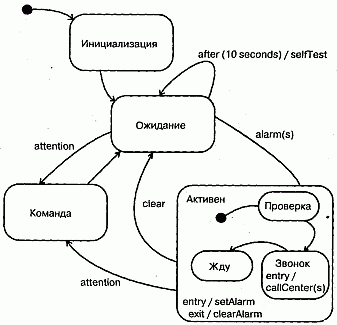 Инициализация
after (10 seconds) / selfTest
Ожидание
attention
alarm(s)
Команда
clear
Активен
Проверка
Жду
Звонок
entry /
callCenter(s)
attention
entry / setAlarm
exit / clearAlarm